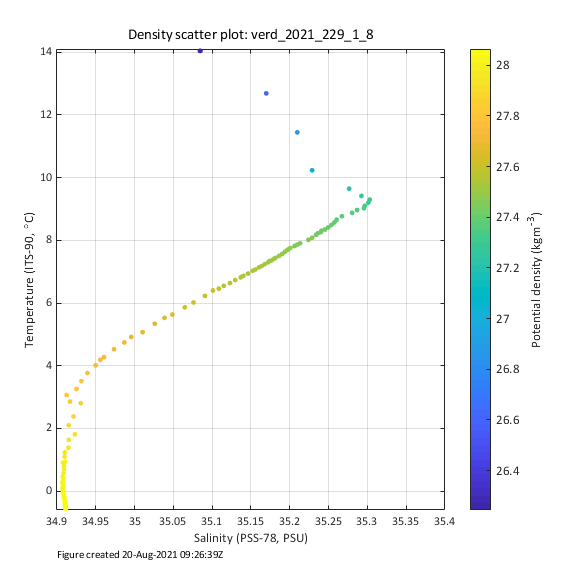 Density scatter plot: verd_2021_229_1_8
14
12
10
8
6
4
2
0
Temperature (ITS-90, °C)
34.9 34.95 35 35.05 35.1 35.15 35.2 35.25 35.3 35.35 35.4
Salinity (PSS-78, PSU)
28
27.8
27.6
27.4
27.2
27
26.8
26.6
26.4
Potential density (kgm-3)
Figure created 20-Aug-2021 09:26:39Z